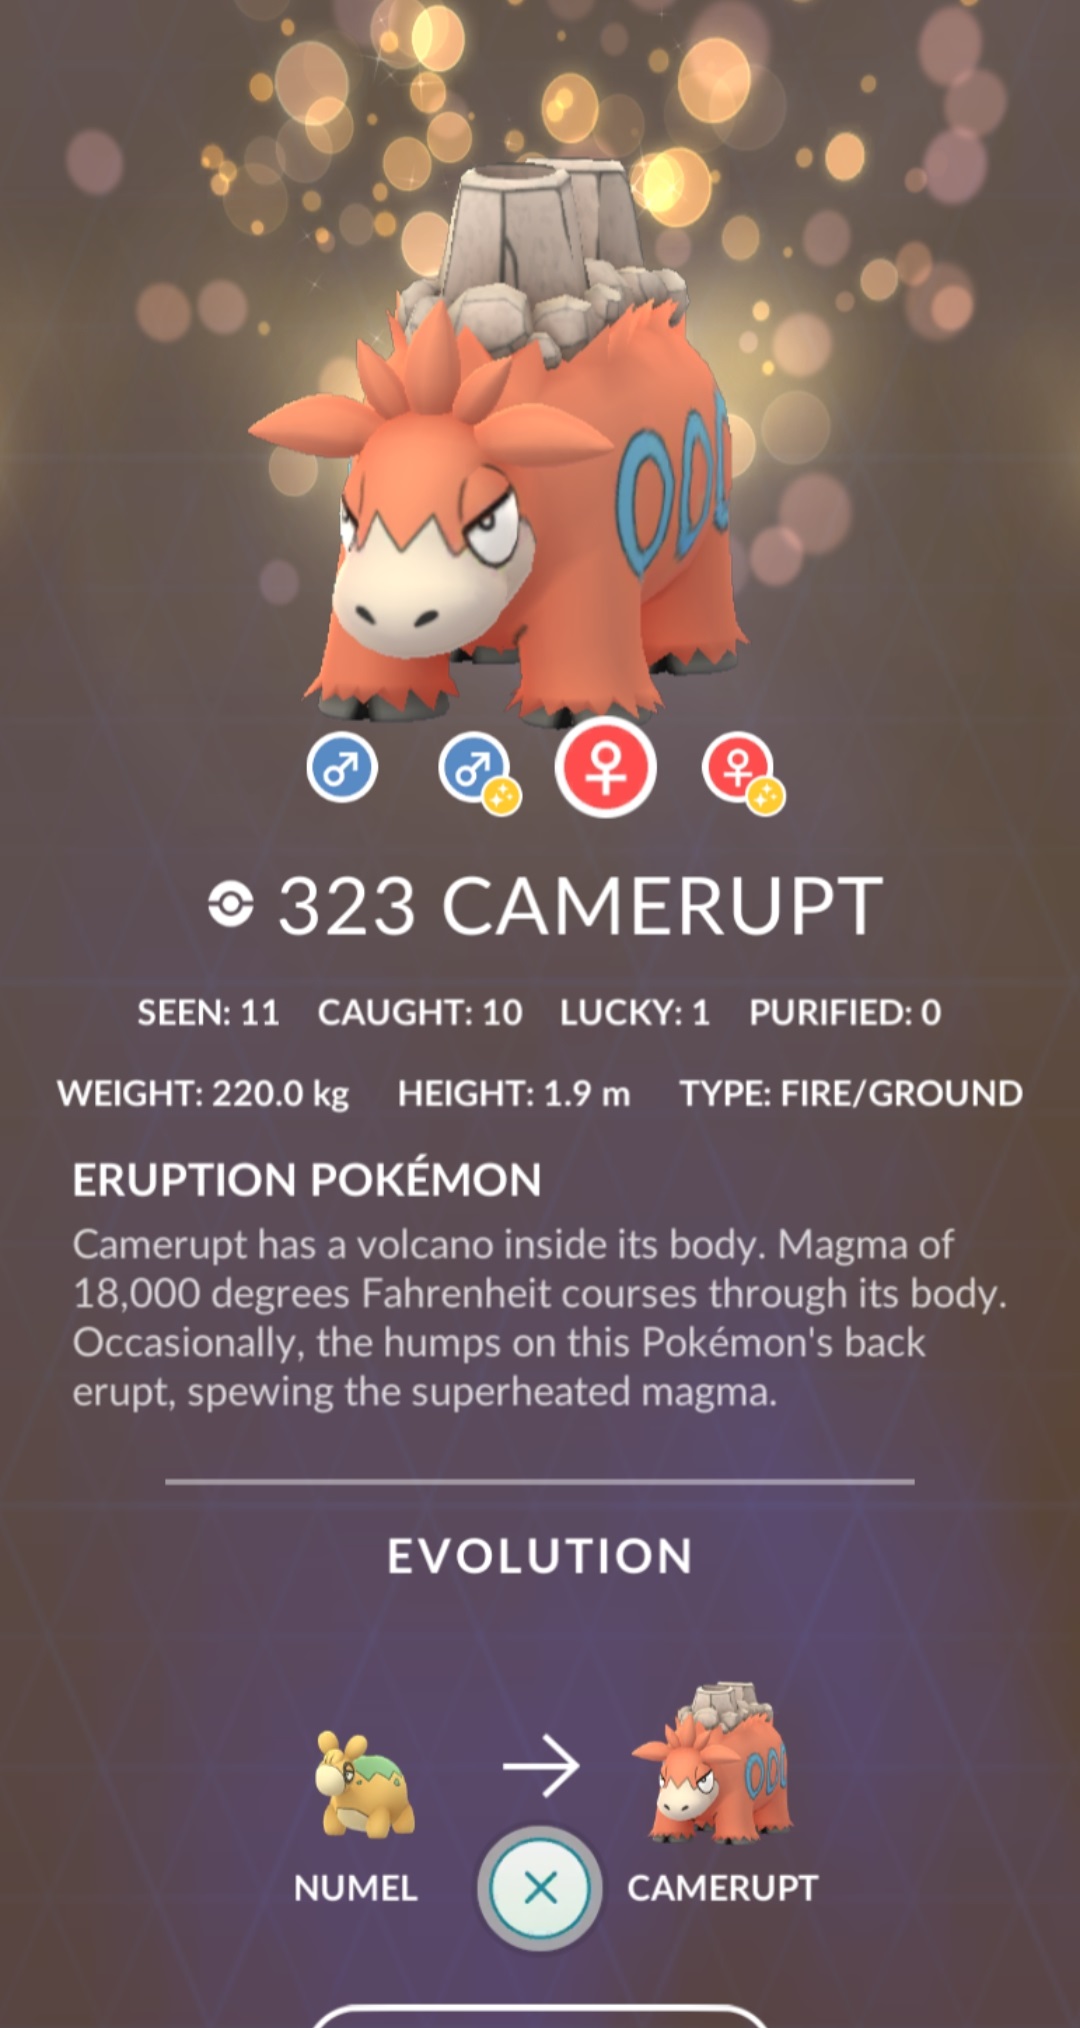 323 CAMERUPT
SEEN: 11 CAUGHT: 10 LUCKY: 1 PURIFIED: 0
WEIGHT: 220.0 kg HEIGHT: 1.9 m TYPE: FIRE/GROUND
ERUPTION POKÉMON
Camerupt has a volcano inside its body. Magma of
18,000 degrees Fahrenheit courses through its body.
Occasionally, the humps on this Pokémon's back
erupt, spewing the superheated magma.
EVOLUTION
NUMEL CAMERUPT